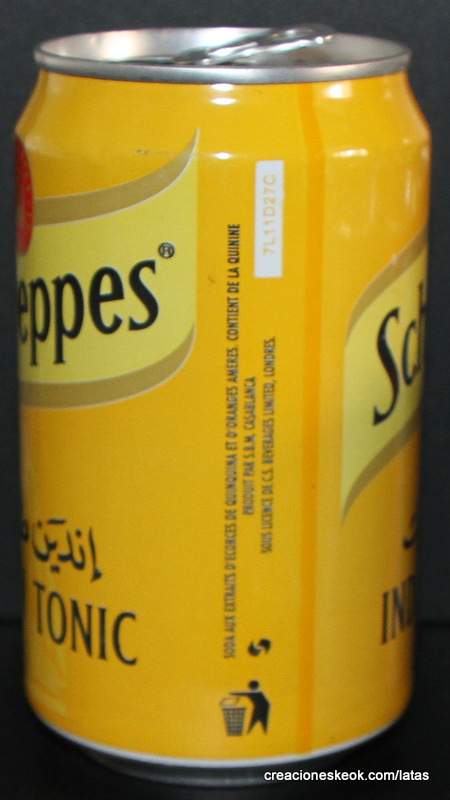 eppes®
إندين
TONIC
SODA AUX EXTRAITS D'ECORCES DE QUINQUINA ET D'ORANGES AMERES. CONTIENT DE LA QUININE
PRODUIT PAR S.B.M. CASABLANCA
SOUS LICENCE DE C.S. BEVERAGES LIMITED, LONDRES.
7L11D27C
Sch
IND
creacioneskeok.com/latas